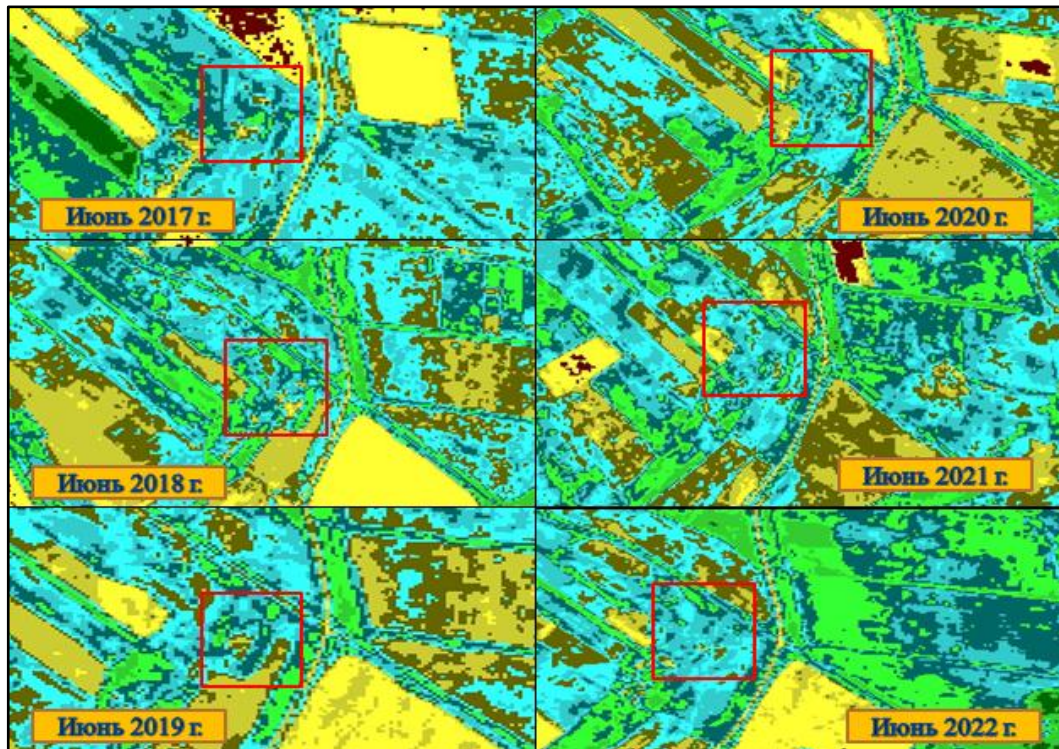 Июнь 2017 г.
Июнь 2020 г.
Июнь 2018 г.
Июнь 2021 г.
Июнь 2019 г.
Июнь 2022 г.